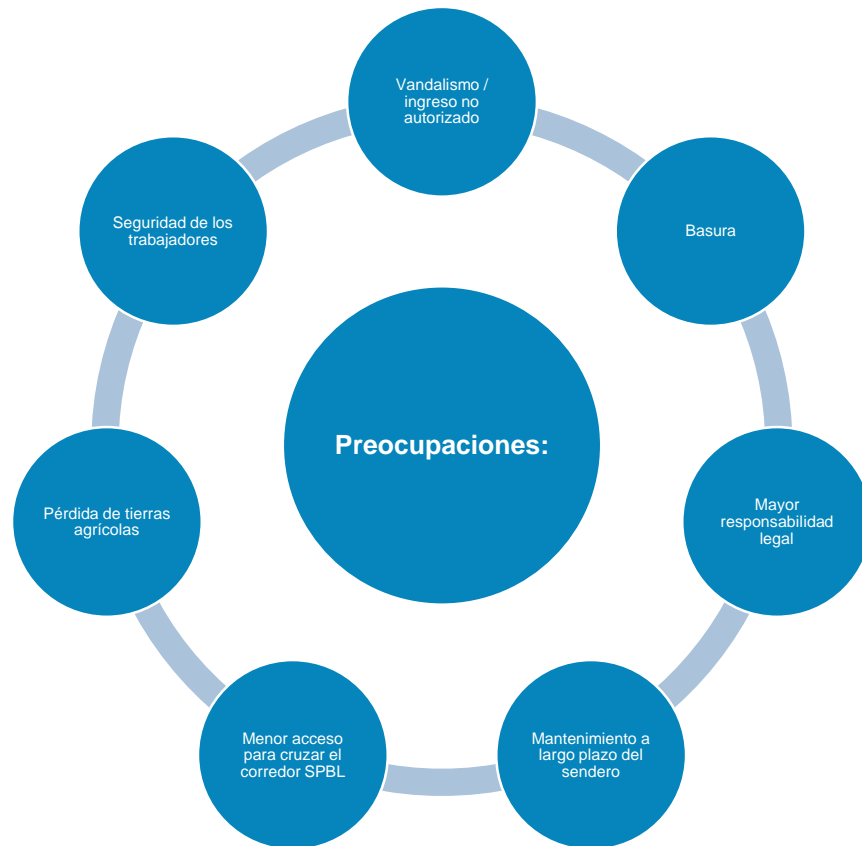 Vandalismo /
ingreso no
autorizado
Basura
Mayor
responsabilidad
legal
Mantenimiento a
largo plazo del
sendero
Menor acceso
para cruzar el
corredor SPBL
Pérdida de tierras
agrícolas
Seguridad de los
trabajadores
Preocupaciones: